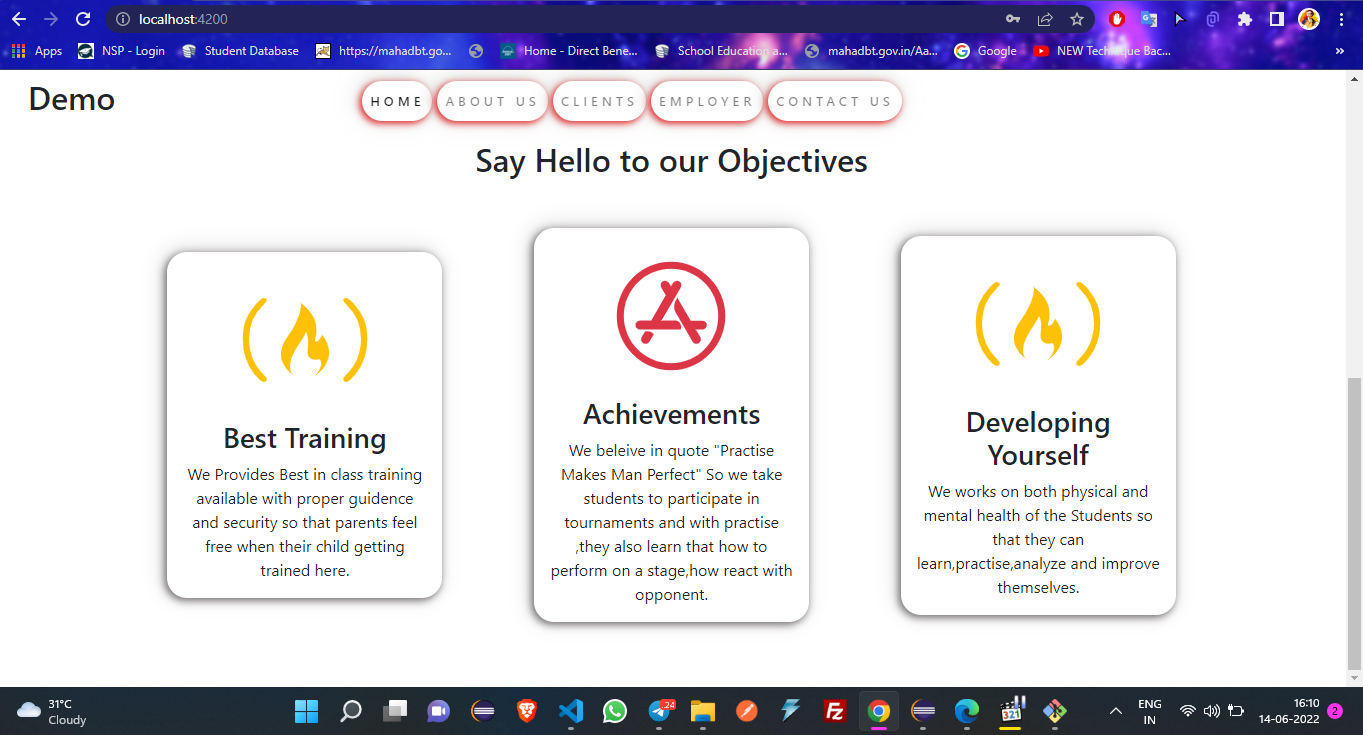 localhost:4200
Apps
NSP - Login
Student Database
https://mahadbt.go...
Home - Direct Bene...
School Education a...
mahadbt.gov.in/Aa...
Google
NEW Technique Bac...
»
Demo
HOME
ABOUT US
CLIENTS
EMPLOYER
CONTACT US
Say Hello to our Objectives
Best Training
We Provides Best in class training
available with proper guidence
and security so that parents feel
free when their child getting
trained here.
Achievements
We beleive in quote "Practise
Makes Man Perfect" So we take
students to participate in
tournaments and with practise
,they also learn that how to
perform on a stage,how react with
opponent.
Developing
Yourself
We works on both physical and
mental health of the Students so
that they can
learn,practise,analyze and improve
themselves.
31°C
Cloudy
24
Fz
321
ENG
IN
16:10
14-06-2022
2